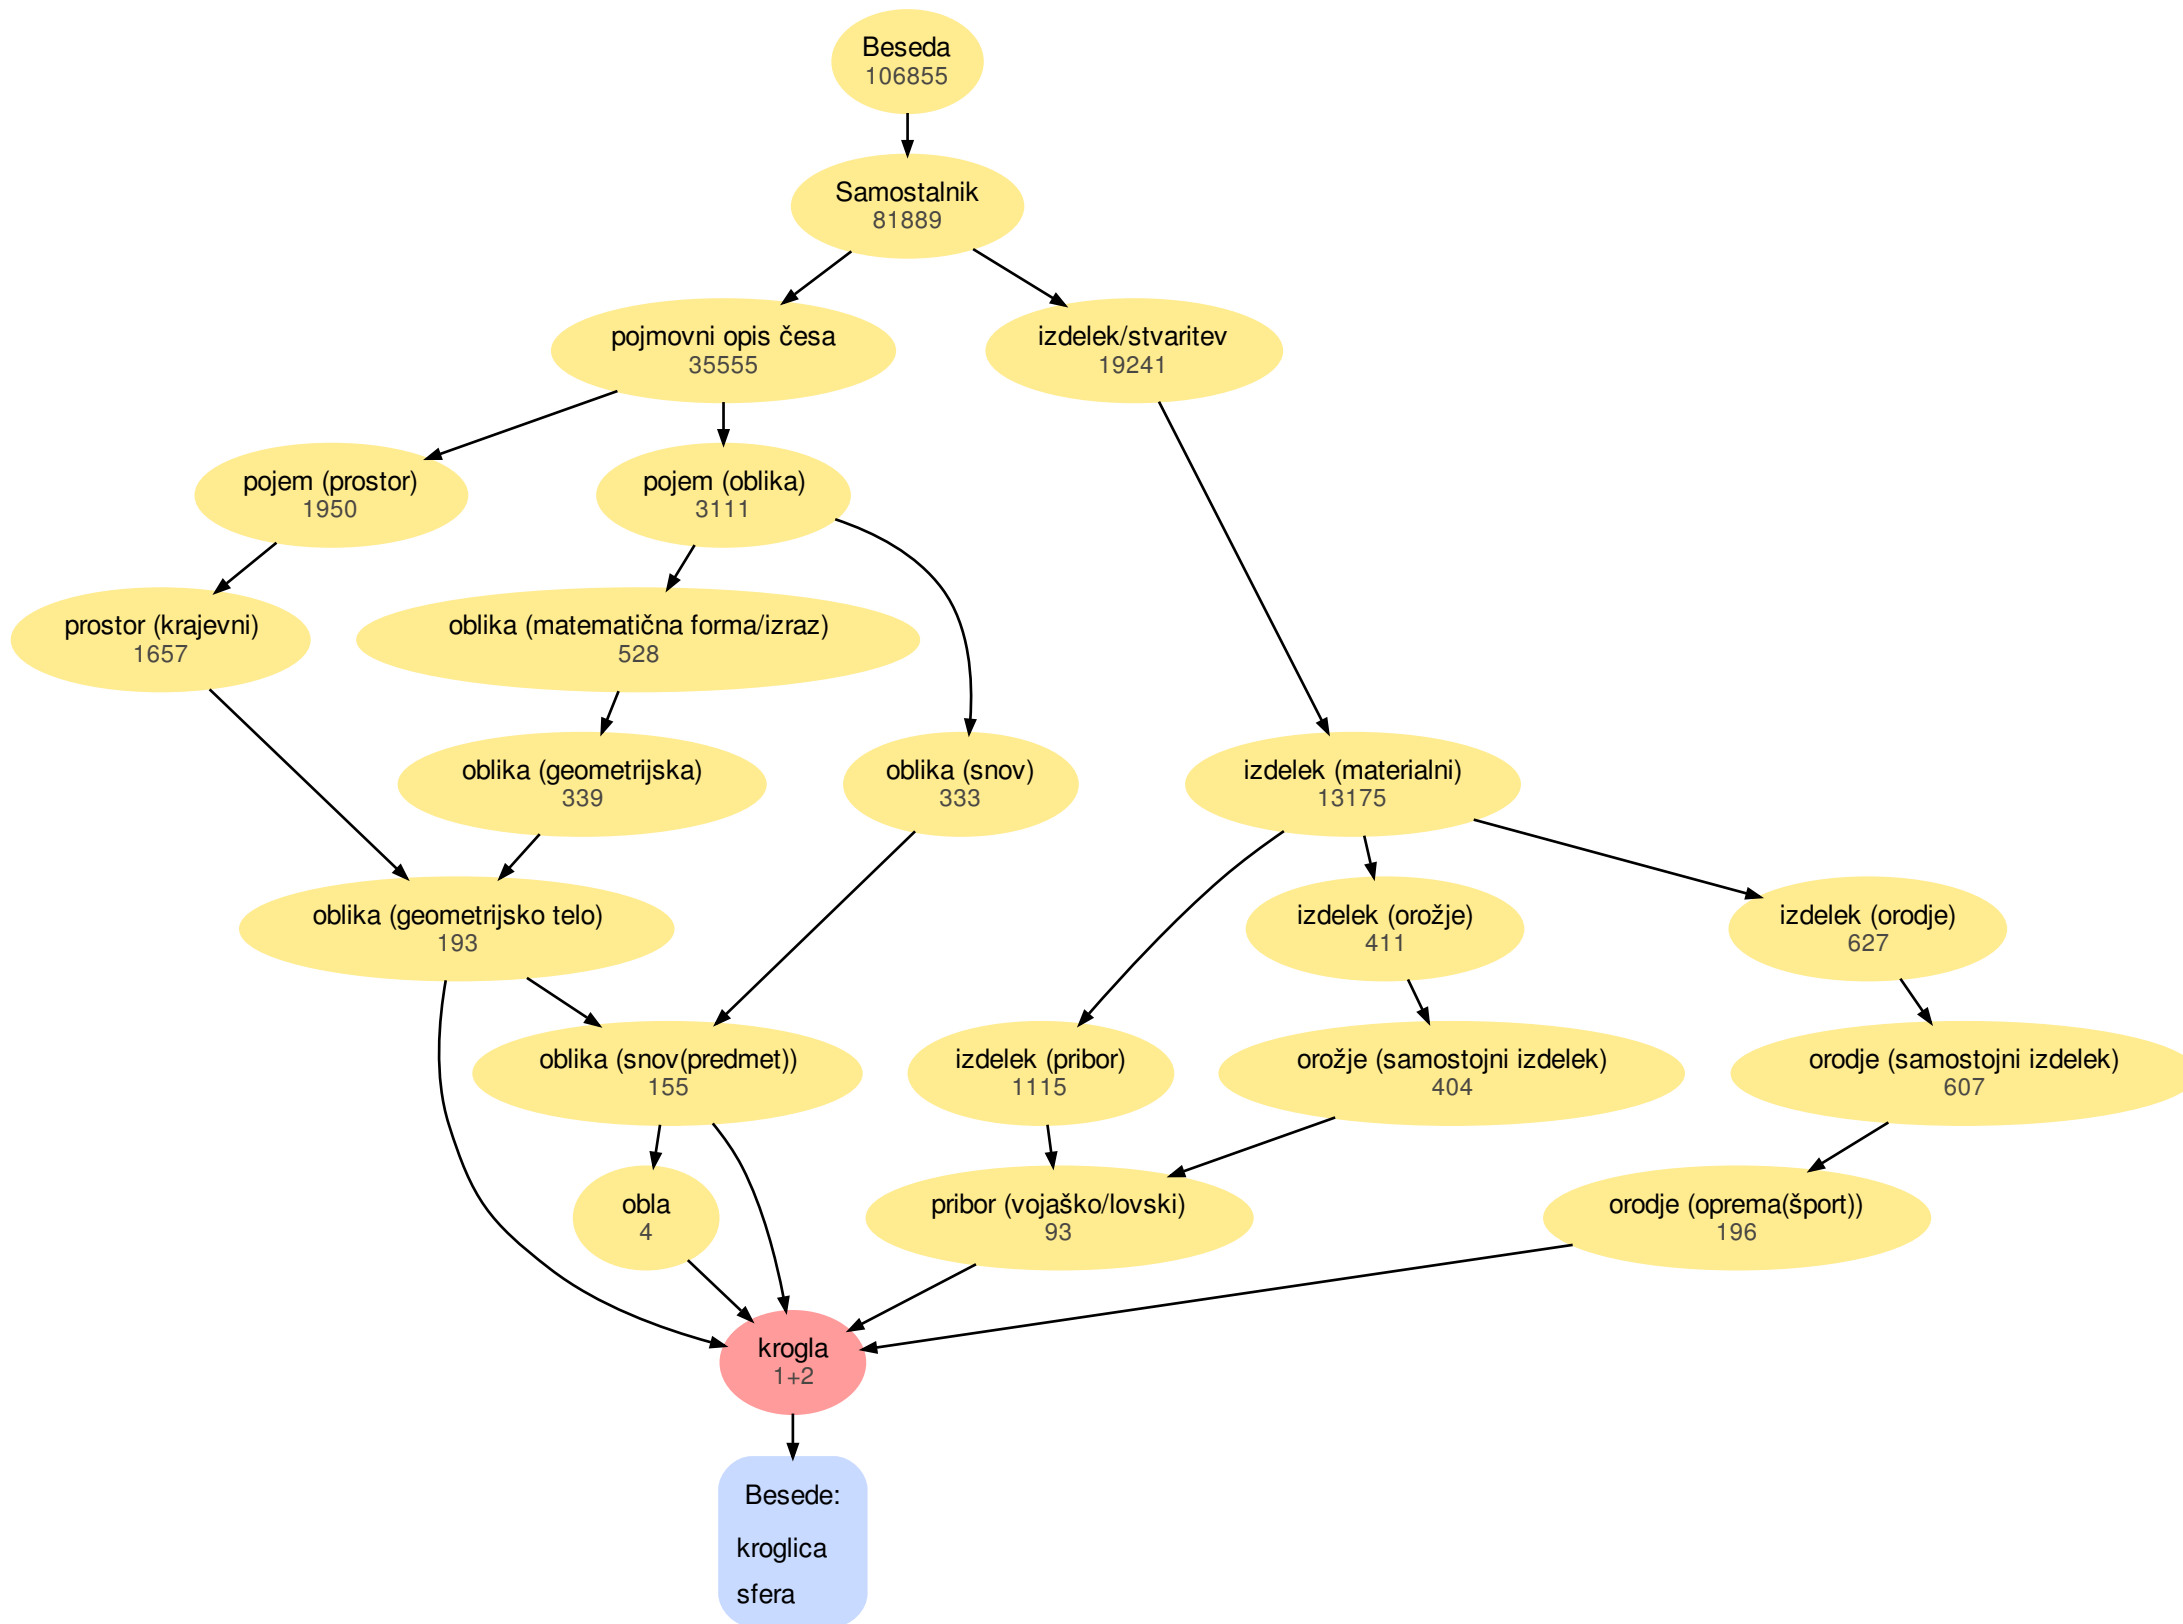 Beseda
106855
Samostalnik
81889
pojmovni opis česa
35555
izdelek/stvaritev
19241
pojem (prostor)
1950
pojem (oblika)
3111
prostor (krajevni)
1657
oblika (matematična forma/izraz)
528
oblika (geometrijska)
339
oblika (snov)
333
izdelek (materialni)
13175
oblika (geometrijsko telo)
193
izdelek (orožje)
411
izdelek (orodje)
627
oblika (snov(predmet))
155
izdelek (pribor)
1115
orožje (samostojni izdelek)
404
orodje (samostojni izdelek)
607
obla
4
pribor (vojaško/lovski)
93
orodje (oprema(šport))
196
krogla
1+2
Besede:
kroglica
sfera